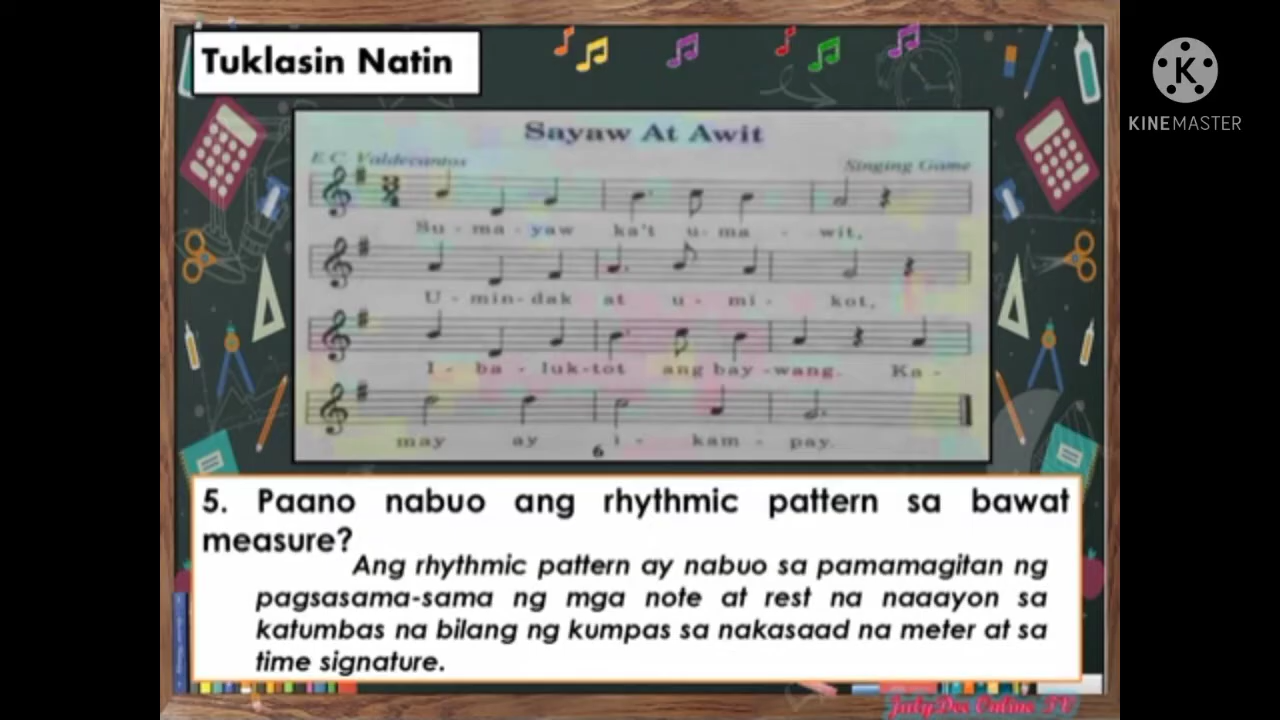 Tuklasin Natin
K
KINEMASTER
Sayaw At Awit
E.C. Valdecantos
Singing Game
Su - ma - yaw ka't u - ma - wit,
U - min - dak at u - mi - kot,
I - ba - luk - tot ang bay - wang. Ka -
may ay i - kam - pay.
6
5. Paano nabuo ang rhythmic pattern sa bawat
measure?
Ang rhythmic pattern ay nabuo sa pamamagitan ng
pagsasama-sama ng mga note at rest na naaayon sa
katumbas na bilang ng kumpas sa nakasaad na meter at sa
time signature.
JulyDee Online TV